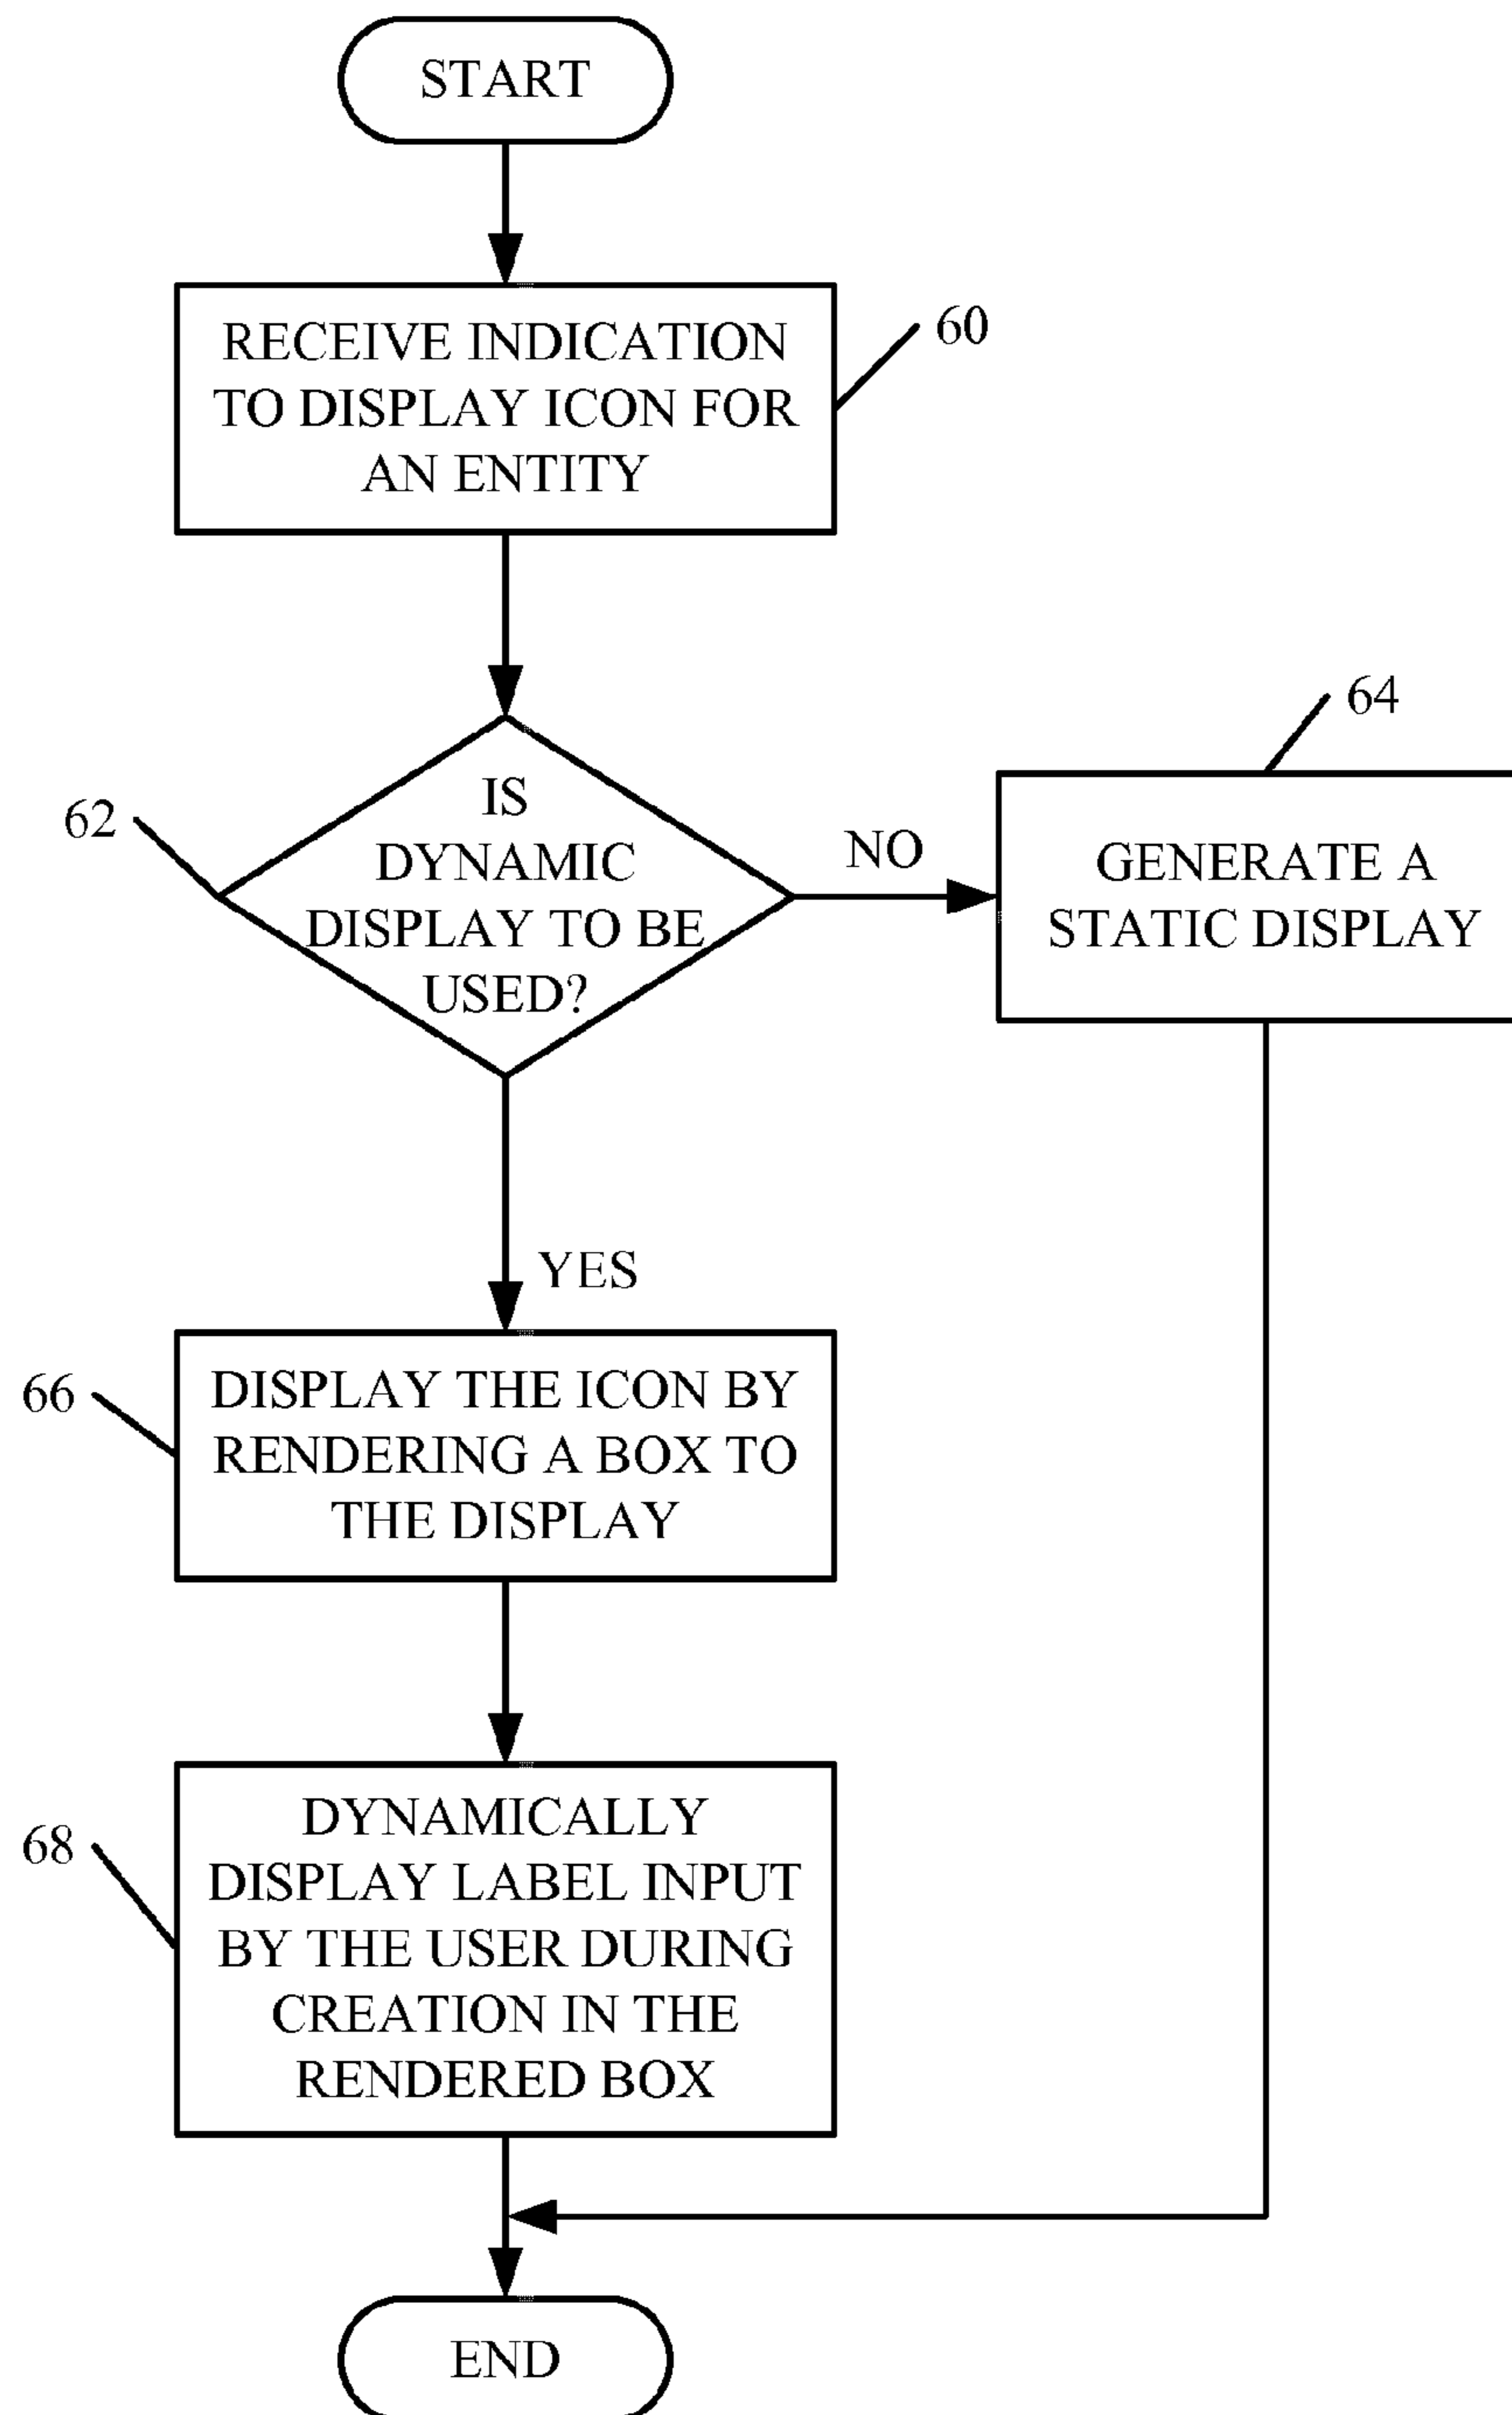 START
RECEIVE INDICATION
TO DISPLAY ICON FOR
AN ENTITY
60
62
IS
DYNAMIC
DISPLAY TO BE
USED?
NO
64
GENERATE A
STATIC DISPLAY
YES
66
DISPLAY THE ICON BY
RENDERING A BOX TO
THE DISPLAY
68
DYNAMICALLY
DISPLAY LABEL INPUT
BY THE USER DURING
CREATION IN THE
RENDERED BOX
END